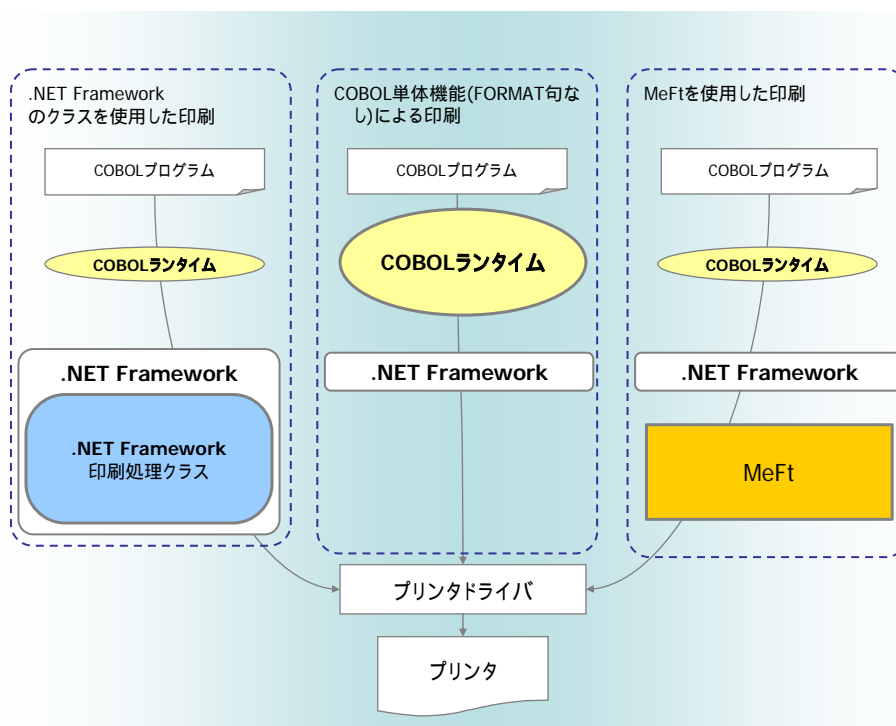 .NET Framework
のクラスを使用した印刷
COBOLプログラム
COBOLランタイム
.NET Framework
.NET Framework
印刷処理クラス
COBOL単体機能(FORMAT句な
し)による印刷
COBOLプログラム
COBOLランタイム
.NET Framework
MeFtを使用した印刷
COBOLプログラム
COBOLランタイム
.NET Framework
MeFt
プリンタドライバ
プリンタ